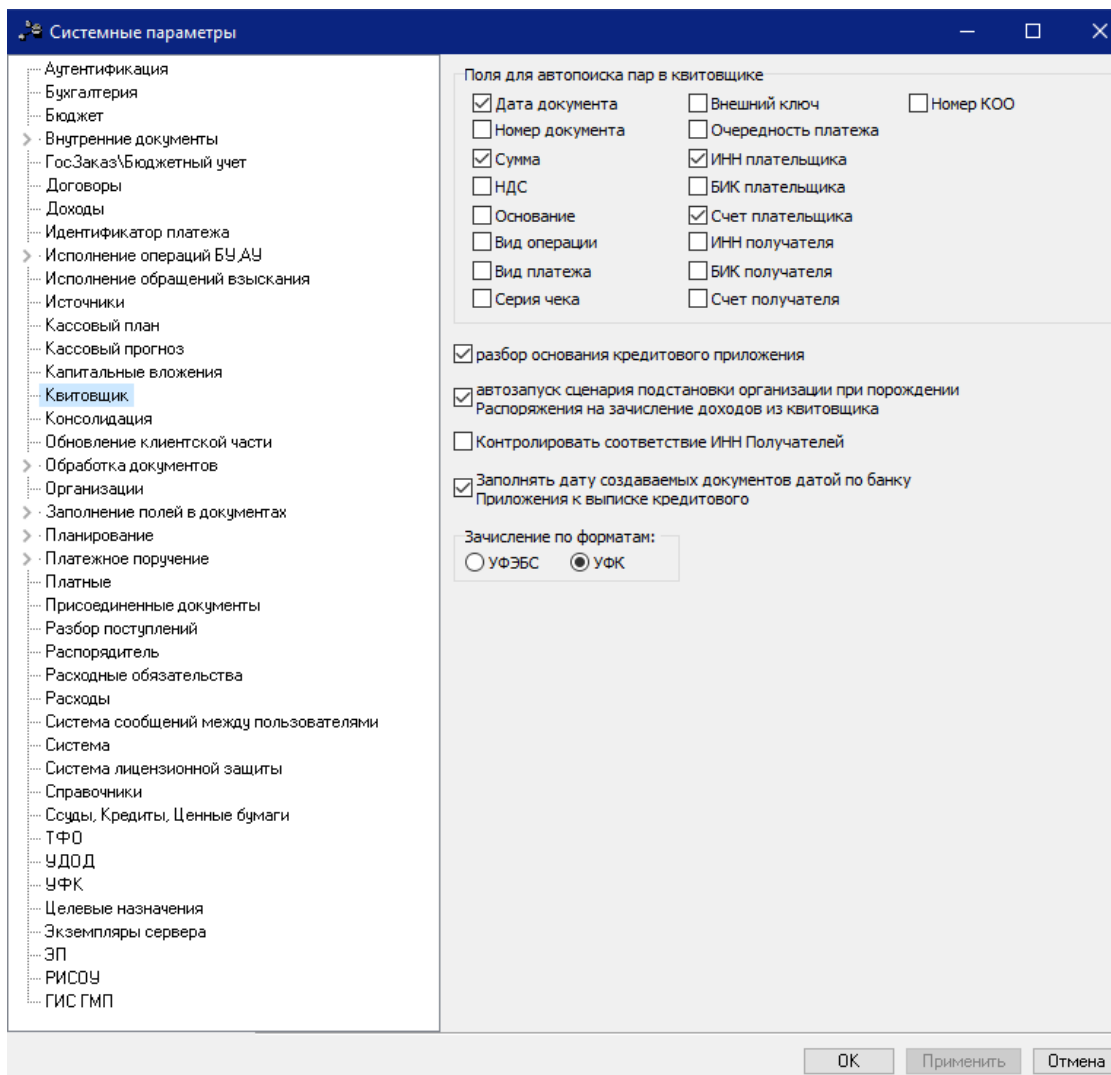 Системные параметры
Аутентификация
Бухгалтерия
Бюджет
Внутренние документы
ГосЗаказ\Бюджетный учет
Договоры
Доходы
Идентификатор платежа
Исполнение операций БУ,АУ
Исполнение обращений взыскания
Источники
Кассовый план
Кассовый прогноз
Капитальные вложения
Квитовщик
Консолидация
Обновление клиентской части
Обработка документов
Организации
Заполнение полей в документах
Планирование
Платежное поручение
Платные
Присоединенные документы
Разбор поступлений
Распорядитель
Расходные обязательства
Расходы
Система сообщений между пользователями
Система
Система лицензионной защиты
Справочники
Ссуды, Кредиты, Ценные бумаги
ТФО
УДОД
УФК
Целевые назначения
Экземпляры сервера
ЭП
РИСОУ
ГИС ГМП
Поля для автопоиска пар в квитовщике
Дата документа
Номер документа
Сумма
НДС
Основание
Вид операции
Вид платежа
Серия чека
Внешний ключ
Очередность платежа
ИНН плательщика
БИК плательщика
Счет плательщика
ИНН получателя
БИК получателя
Счет получателя
Номер КОО
разбор основания кредитового приложения
автозапуск сценария подстановки организации при порождении
Распоряжения на зачисление доходов из квитовщика
Контролировать соответствие ИНН Получателей
Заполнять дату создаваемых документов датой по банку
Приложения к выписке кредитового
Зачисление по форматам:
УФЭБС УФК
OK Применить Отмена